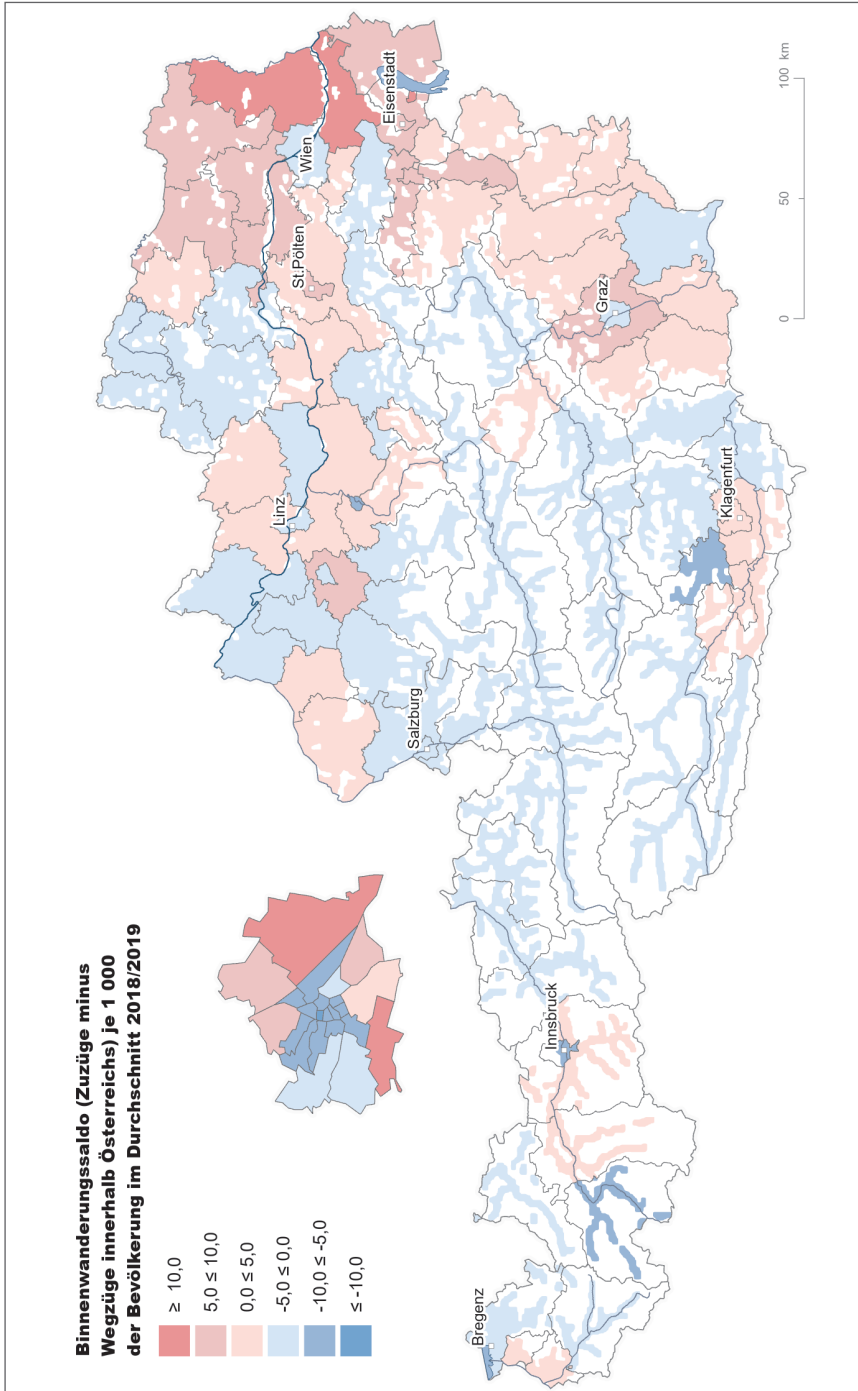 Binnenwanderungssaldo (Zuzüge minus
Wegzüge innerhalb Österreichs) je 1 000
der Bevölkerung im Durchschnitt 2018/2019
≥ 10,0
5,0 ≤ 10,0
0,0 ≤ 5,0
-5,0 ≤ 0,0
-10,0 ≤ -5,0
≤ -10,0
Bregenz
Innsbruck
Salzburg
Linz
St.Pölten
Wien
Eisenstadt
Graz
Klagenfurt
0
50
100 km